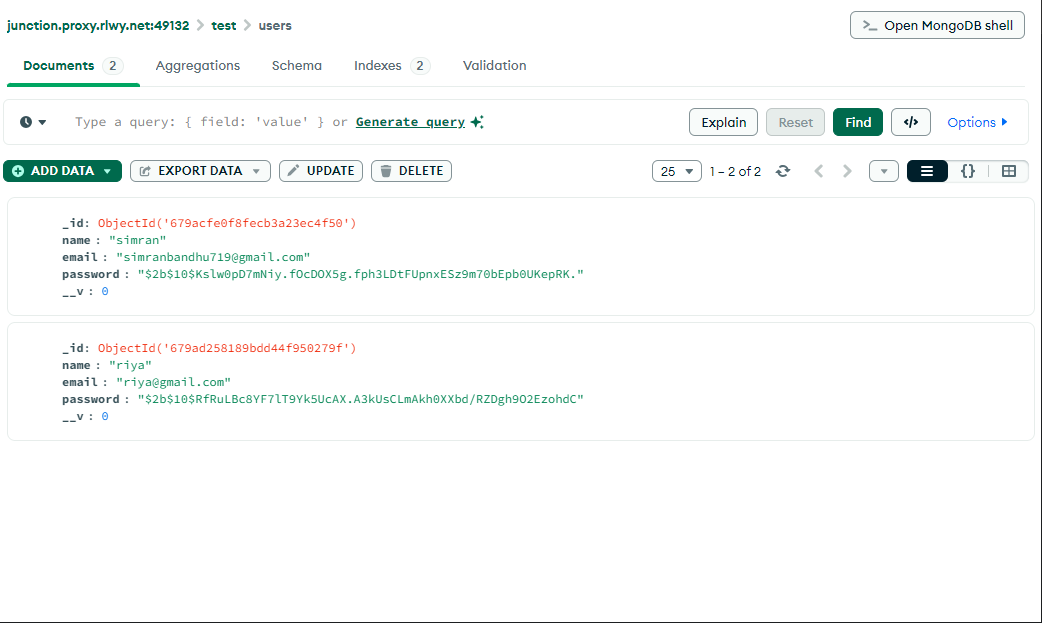 junction.proxy.rlwy.net:49132 > test > users
>_ Open MongoDB shell
Documents 2 Aggregations Schema Indexes 2 Validation
Type a query: { field: 'value' } or Generate query
Explain Reset Find </> Options
ADD DATA EXPORT DATA UPDATE DELETE
25 1 – 2 of 2 {}
_id: ObjectId('679acfe0f8fecb3a23ec4f50')
name : "simran"
email : "simranbandhu719@gmail.com"
password : "$2b$10$Kslw0pD7mNiy.fOcDOX5g.fph3LDtFUpnxESz9m70bEpb0UKepRK."
__v : 0
_id: ObjectId('679ad258189bdd44f950279f')
name : "riya"
email : "riya@gmail.com"
password : "$2b$10$RfRuLBc8YF7lT9Yk5UcAX.A3kUsCLmAkh0XXbd/RZDgh9O2EzohdC"
__v : 0